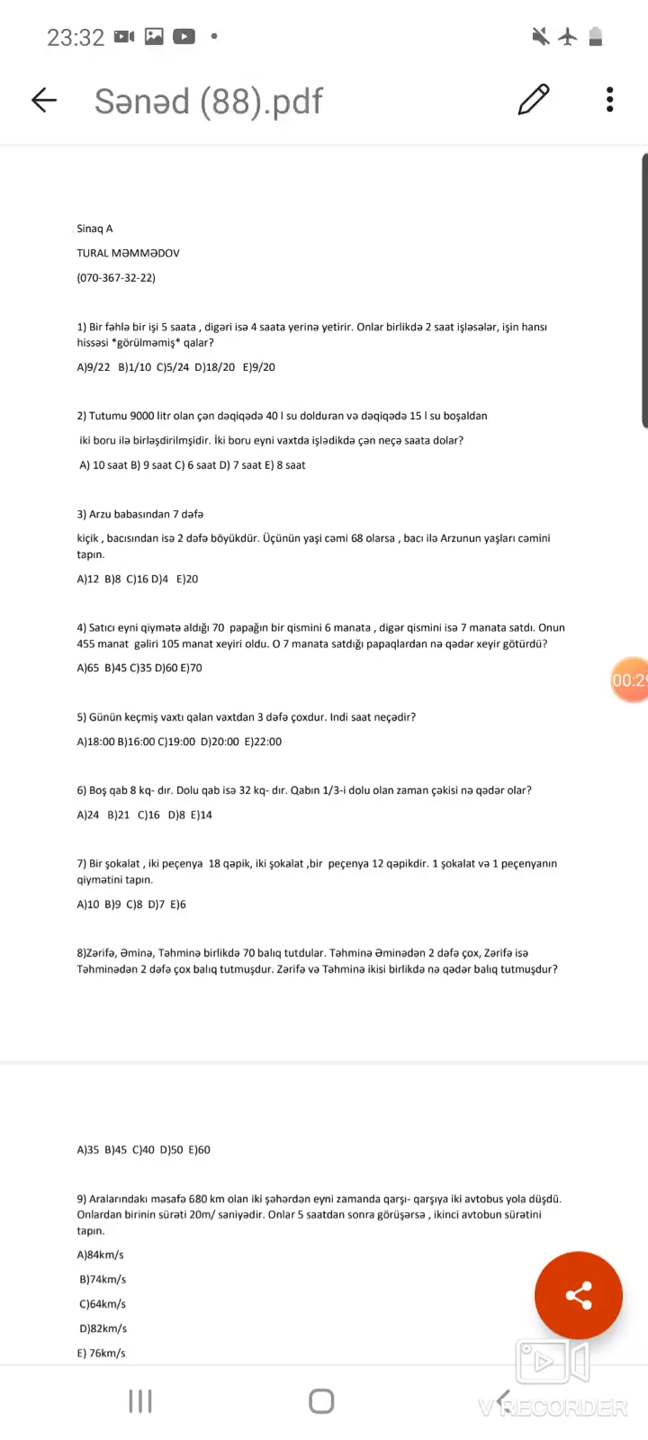 23:32
Sənəd (88).pdf
Sinaq A
TURAL MƏMMƏDOV
(070-367-32-22)
1) Bir fəhlə bir işi 5 saata , digəri isə 4 saata yerinə yetirir. Onlar birlikdə 2 saat işləsələr, işin hansı
hissəsi *görülməmiş* qalar?
A)9/22 B)1/10 C)5/24 D)18/20 E)9/20
2) Tutumu 9000 litr olan çən dəqiqədə 40 l su dolduran və dəqiqədə 15 l su boşaldan
iki boru ilə birləşdirilmşidir. İki boru eyni vaxtda işlədikdə çən neçə saata dolar?
A) 10 saat B) 9 saat C) 6 saat D) 7 saat E) 8 saat
3) Arzu babasından 7 dəfə
kiçik , bacısından isə 2 dəfə böyükdür. Üçünün yaşi cəmi 68 olarsa , bacı ilə Arzunun yaşları cəmini
tapın.
A)12 B)8 C)16 D)4 E)20
4) Satıcı eyni qiymətə aldığı 70 papağın bir qismini 6 manata , digər qismini isə 7 manata satdı. Onun
455 manat gəliri 105 manat xeyiri oldu. O 7 manata satdığı papaqlardan nə qədər xeyir götürdü?
A)65 B)45 C)35 D)60 E)70
5) Günün keçmiş vaxtı qalan vaxtdan 3 dəfə çoxdur. Indi saat neçədir?
A)18:00 B)16:00 C)19:00 D)20:00 E)22:00
6) Boş qab 8 kq- dır. Dolu qab isə 32 kq- dır. Qabın 1/3-i dolu olan zaman çəkisi nə qədər olar?
A)24 B)21 C)16 D)8 E)14
7) Bir şokalat , iki peçenya 18 qəpik, iki şokalat ,bir peçenya 12 qəpikdir. 1 şokalat və 1 peçenyanın
qiymətini tapın.
A)10 B)9 C)8 D)7 E)6
8)Zərifə, Əminə, Təhminə birlikdə 70 balıq tutdular. Təhminə Əminədən 2 dəfə çox, Zərifə isə
Təhminədən 2 dəfə çox balıq tutmuşdur. Zərifə və Təhminə ikisi birlikdə nə qədər balıq tutmuşdur?
A)35 B)45 C)40 D)50 E)60
9) Aralarındakı məsafə 680 km olan iki şəhərdən eyni zamanda qarşı- qarşıya iki avtobus yola düşdü.
Onlardan birinin sürəti 20m/ saniyədir. Onlar 5 saatdan sonra görüşərsə , ikinci avtobun sürətini
tapın.
A)84km/s
B)74km/s
C)64km/s
D)82km/s
E) 76km/s
V RECORDER